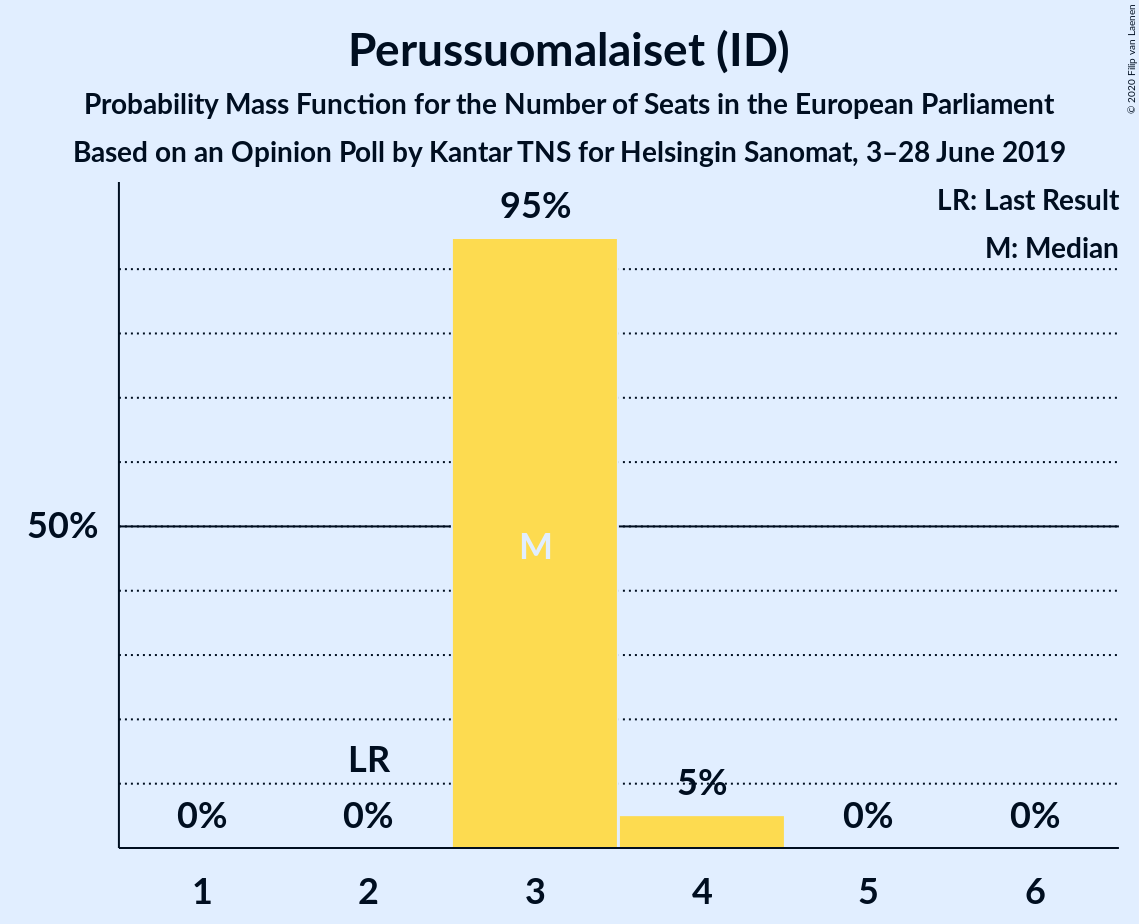 Perussuomalaiset (ID)
Probability Mass Function for the Number of Seats in the European Parliament
Based on an Opinion Poll by Kantar TNS for Helsingin Sanomat, 3–28 June 2019
© 2020 Filip van Laenen
LR: Last Result
M: Median
95%
50%
M
LR
5%
0%
0%
0%
0%
1
2
3
4
5
6